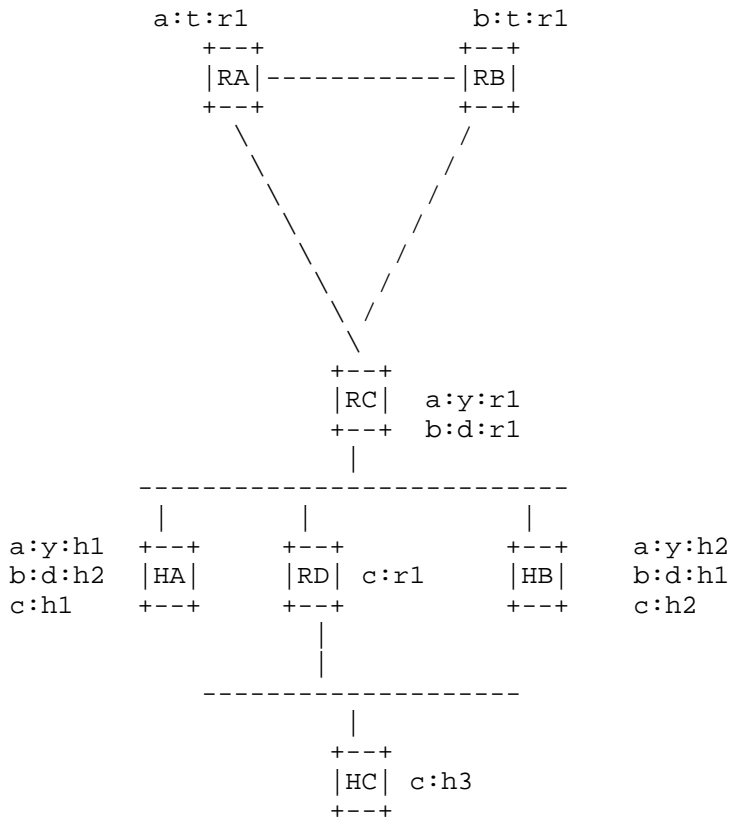 a:t:r1 b:t:r1
+--+ +--+
|RA|------------|RB|
+--+ +--+
+--+
|RC| a:y:r1
+--+ b:d:r1
|
---------------------------
| | |
a:y:h1 +--+ +--+ +--+ a:y:h2
b:d:h2 |HA| |RD| c:r1 |HB| b:d:h1
c:h1 +--+ +--+ +--+ c:h2
|
|
--------------------
|
+--+
|HC| c:h3
+--+